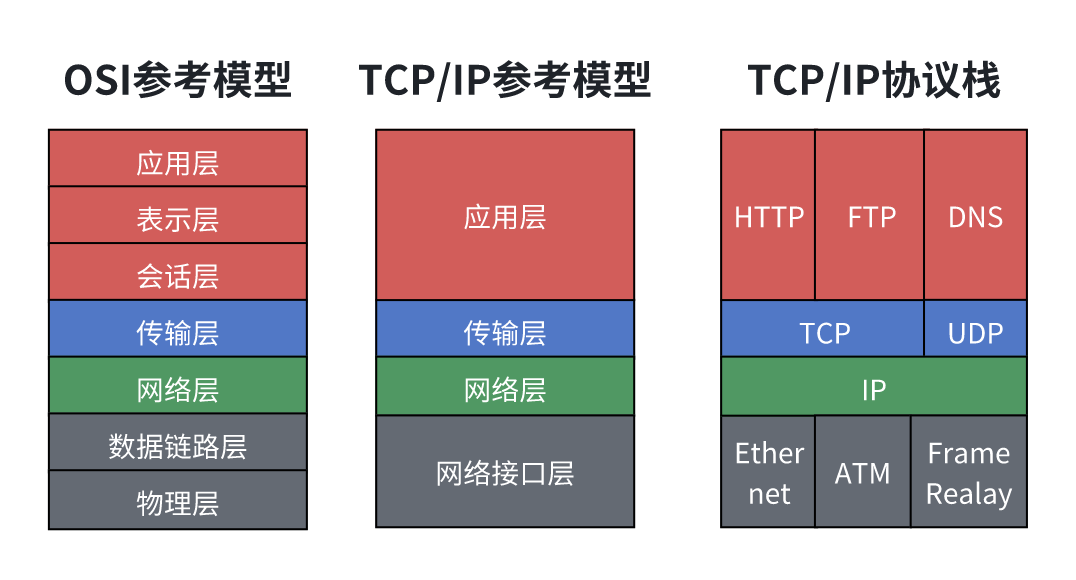 OSI参考模型
应用层
表示层
会话层
传输层
网络层
数据链路层
物理层
TCP/IP参考模型
应用层
传输层
网络层
网络接口层
TCP/IP协议栈
HTTP
FTP
DNS
TCP
UDP
IP
Ether
net
ATM
Frame
Realay